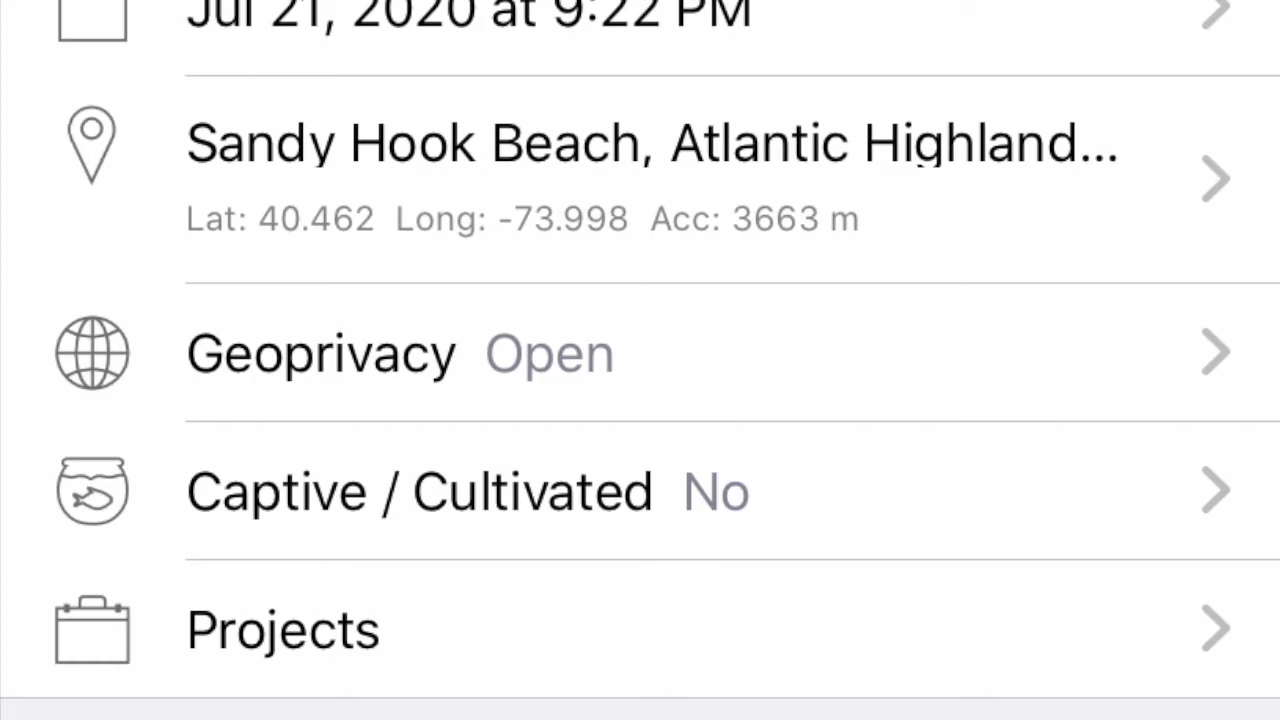 Jul 21, 2020 at 9:22 PM
Sandy Hook Beach, Atlantic Highland...
Lat: 40.462 Long: -73.998 Acc: 3663 m
Geoprivacy Open
Captive / Cultivated No
Projects